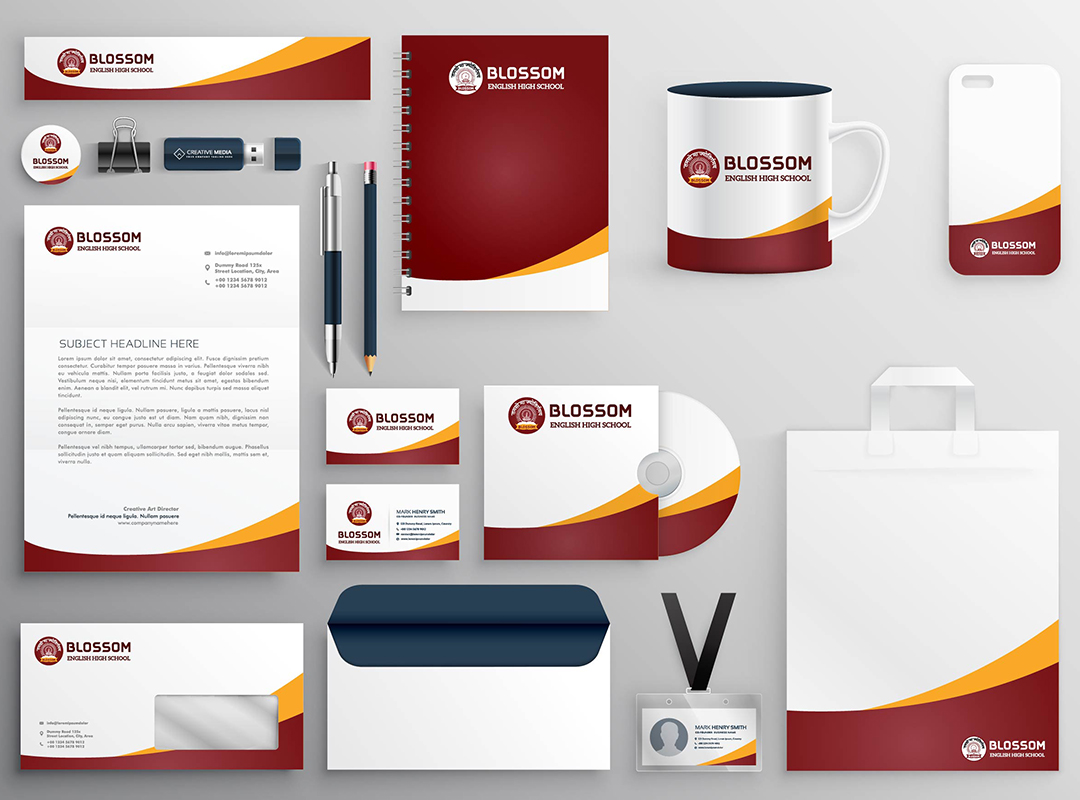 BLOSSOM
ENGLISH HIGH SCHOOL
BLOSSOM
ENGLISH HIGH SCHOOL
BLOSSOM
ENGLISH HIGH SCHOOL
BLOSSOM
ENGLISH HIGH SCHOOL
CREATIVE MEDIA
YOUR COMPANY TAGLINE HERE
BLOSSOM
ENGLISH HIGH SCHOOL
BLOSSOM
ENGLISH HIGH SCHOOL
info@loremipsumdolor
Dummy Road 135x
Street Location, City, Area
+00 1234 5678 9012
+00 1234 5678 9012
SUBJECT HEADLINE HERE
Lorem ipsum dolor sit amet, consectetur adipiscing elit. Fusce dignissim pretium
consectetur. Curabitur tempor posuere massa in varius. Pellentesque viverra nibh
eu vehicula mattis. Nullam porta facilisis justo, a feugiat dolor sodales sed.
Vestibulum neque nisi, elementum tincidunt metus sit amet, egestas bibendum
enim. Aenean a blandit elit, vel rutrum mi. Nunc dapibus turpis sed massa aliquet
tincidunt.
Pellentesque id neque ligula. Nullam posuere, ligula a mattis posuere, locus nisl
adipiscing nunc, eu congue justo est ut diam. Nam quam nibh, dignissim non
consequat in, semper eget purus. Nulla diam sapien, viverra vitae metus tempor,
congue ornare diam.
Pellentesque vel nibh tempus, ullamcorper tortor sed, bibendum augue. Phasellus
sollicitudin justo et quam aliquam sollicitudin. Sed eget nibh mollis, mattis sem et,
viverra nulla.
Creative Art Director
Pellentesque id neque ligula. Nullam posuere
www.companynamehere
BLOSSOM
ENGLISH HIGH SCHOOL
BLOSSOM
ENGLISH HIGH SCHOOL
BLOSSOM
ENGLISH HIGH SCHOOL
MARK HENRY SMITH
BLOSSOM
ENGLISH HIGH SCHOOL
info@loremipsumdolor
Dummy Road 135x
Street Location, City, Area
+00 1234 5678 9012
+00 1234 5678 9012
MARK HENRY SMITH
BLOSSOM
ENGLISH HIGH SCHOOL